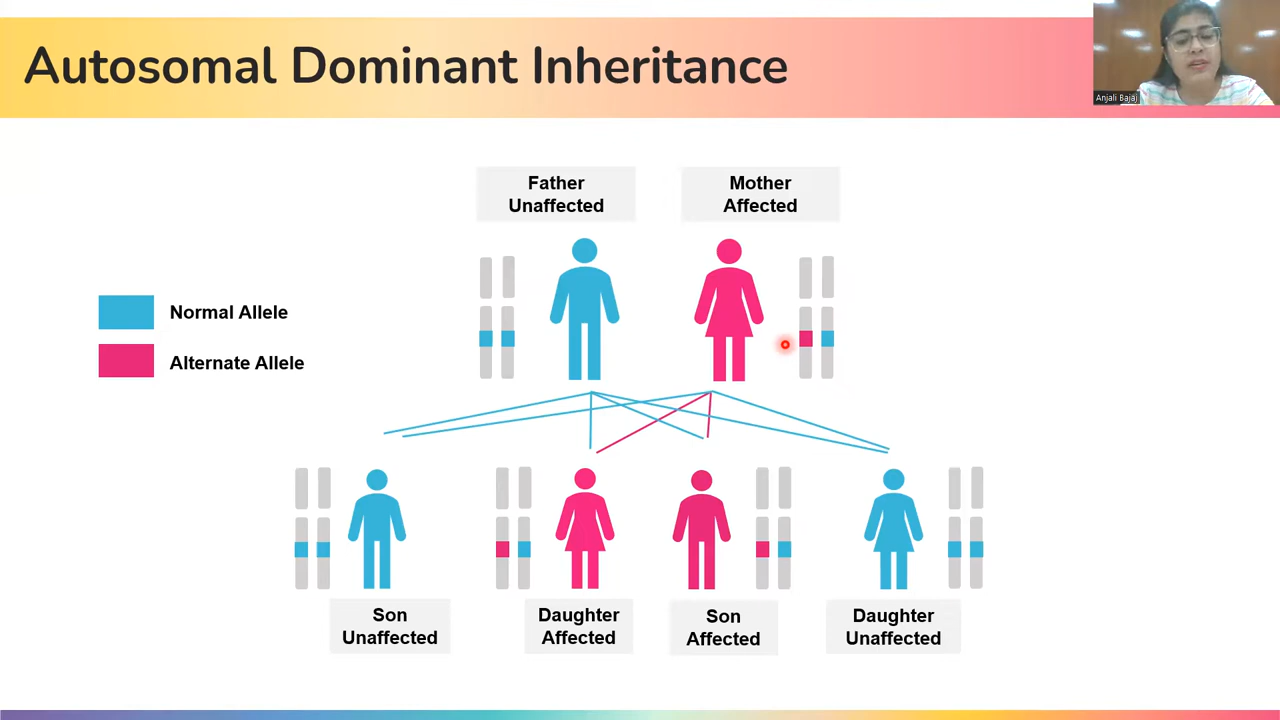 Autosomal Dominant Inheritance
Anjali Bajaj
Father
Unaffected
Mother
Affected
Normal Allele
Alternate Allele
Son
Unaffected
Daughter
Affected
Son
Affected
Daughter
Unaffected